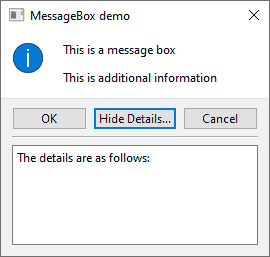 MessageBox demo
This is a message box
This is additional information
OK
Hide Details...
Cancel
The details are as follows: